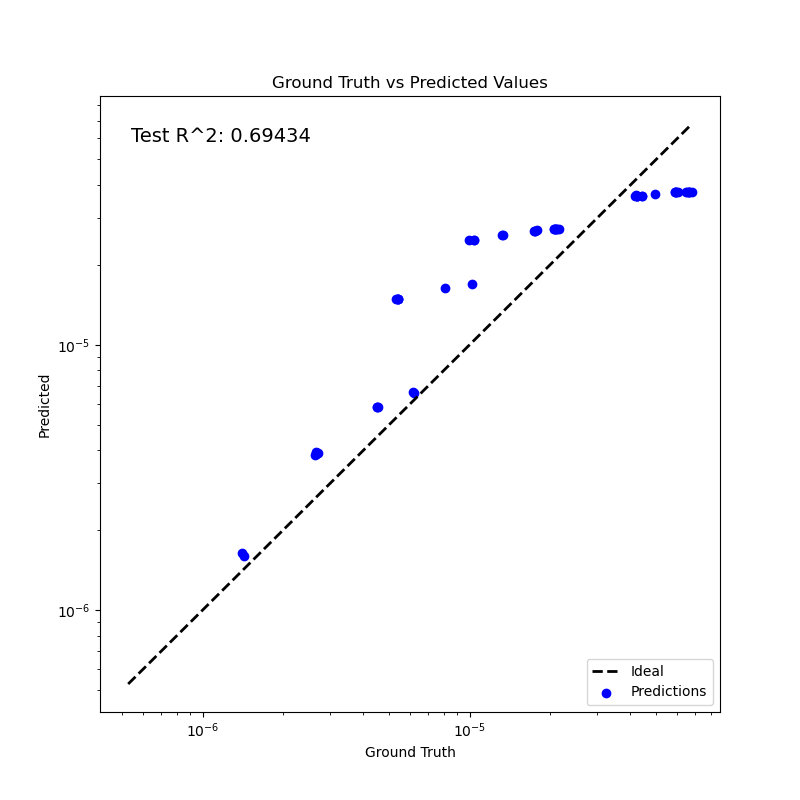 Ground Truth vs Predicted Values
Test R^2: 0.69434
Predicted
10⁻⁵
10⁻⁶
10⁻⁶
10⁻⁵
Ground Truth
Ideal
Predictions